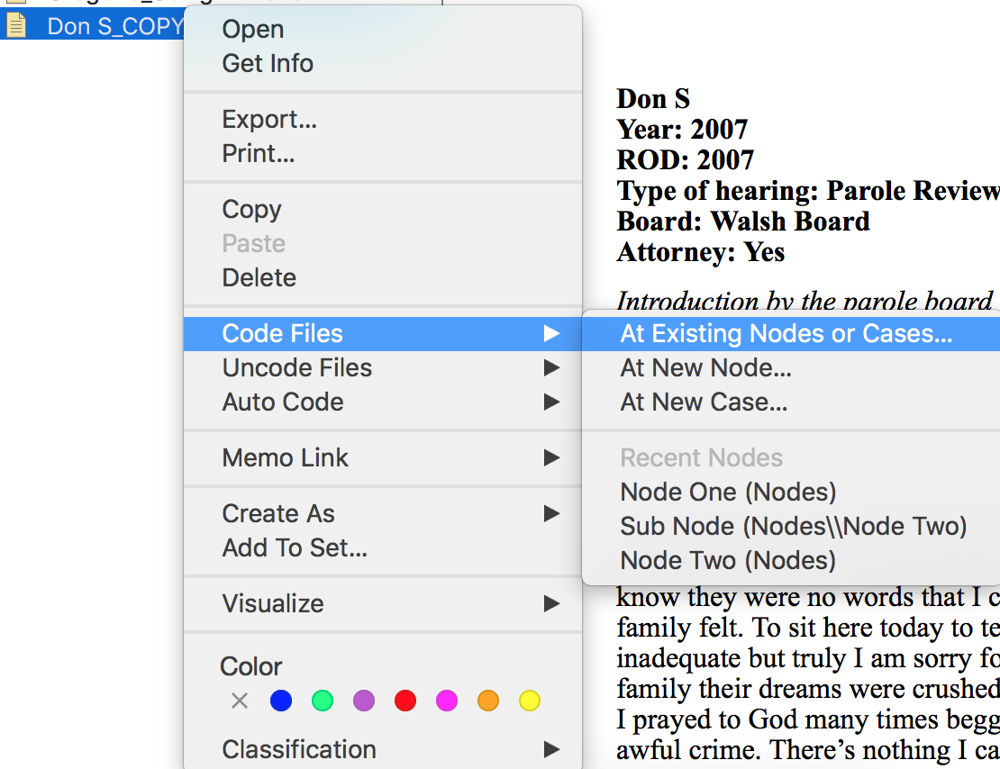 Don S_COPY
Open
Get Info
Export...
Print...
Copy
Paste
Delete
Code Files
Uncode Files
Auto Code
Memo Link
Create As
Add To Set...
Visualize
Color
Classification
At Existing Nodes or Cases...
At New Node...
At New Case...
Recent Nodes
Node One (Nodes)
Sub Node (Nodes\\Node Two)
Node Two (Nodes)
Don S
Year: 2007
ROD: 2007
Type of hearing: Parole Review
Board: Walsh Board
Attorney: Yes
Introduction by the parole board
know they were no words that I c
family felt. To sit here today to te
inadequate but truly I am sorry fo
family their dreams were crushed
I prayed to God many times begg
awful crime. There’s nothing I ca